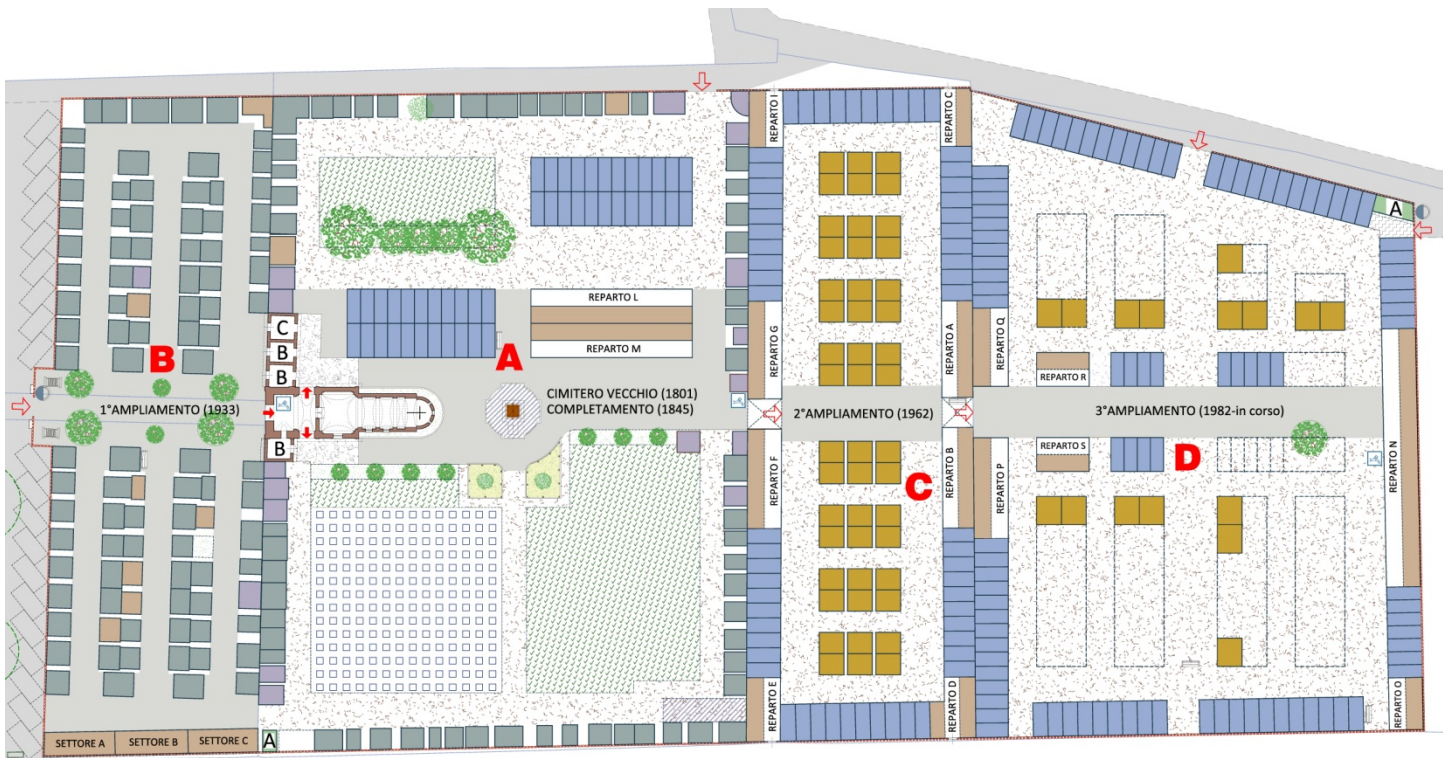 REPARTO I
REPARTO C
A
REPARTO L
REPARTO M
REPARTO G
REPARTO A
REPARTO Q
REPARTO R
C
B
B
B
A
B
1°AMPLIAMENTO (1933)
CIMITERO VECCHIO (1801)
COMPLETAMENTO (1845)
2°AMPLIAMENTO (1962)
3°AMPLIAMENTO (1982-in corso)
B
REPARTO F
REPARTO B
REPARTO P
REPARTO S
REPARTO N
C
D
REPARTO E
REPARTO D
REPARTO O
SETTORE A
SETTORE B
SETTORE C
A